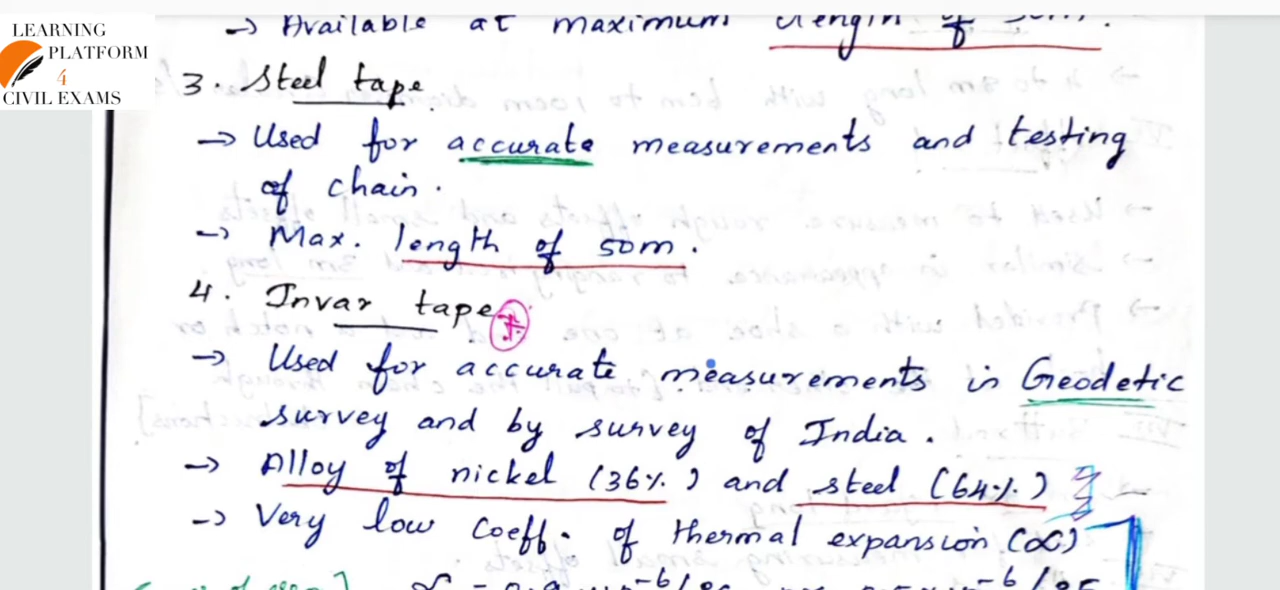 LEARNING
PLATFORM
4
CIVIL EXAMS
→ Available at maximum length of
3. Steel tape
→ Used for accurate measurements and testing
of chain.
→ Max. length of 50m.
4. Invar tape
→ Used for accurate measurements in Geodetic
survey and by survey of India.
→ Alloy of nickel (36%) and steel (64%)
→ Very low coeff. of thermal expansion (∝)